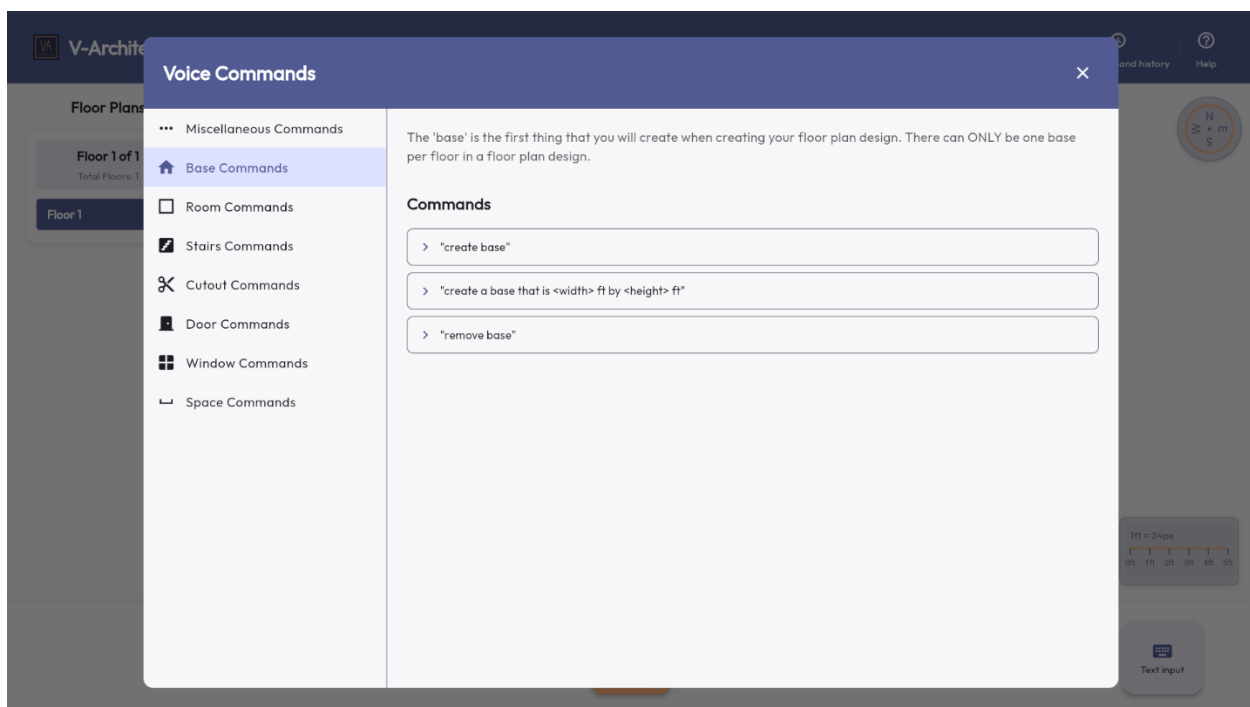 VA
V-Archite
and history
Help
Voice Commands
Floor Plans
Floor 1 of 1
Total Floors: 1
Floor 1
Miscellaneous Commands
Base Commands
Room Commands
Stairs Commands
Cutout Commands
Door Commands
Window Commands
Space Commands
The 'base' is the first thing that you will create when creating your floor plan design. There can ONLY be one base
per floor in a floor plan design.
Commands
"create base"
"create a base that is <width> ft by <height> ft"
"remove base"
N
W • E
S
1ft = 24px
0ft 1ft 2ft 3ft 4ft 5ft
Text input